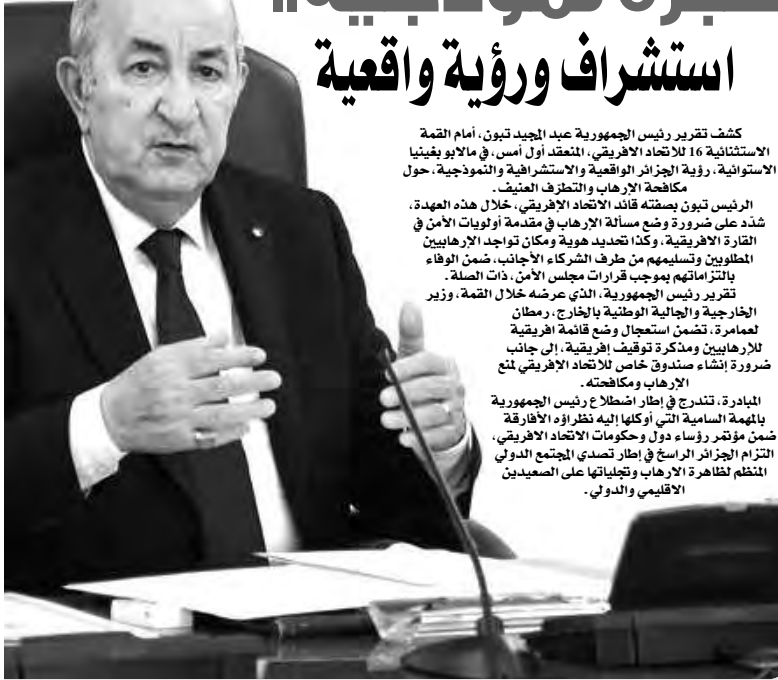 استشراف ورؤية واقعية
كشف تقرير رئيس الجمهورية عبد المجيد تبون، أمام القمة
الاستثنائية 16 للاتحاد الافريقي، المنعقد أول أمس، في مالابو بغينيا
الاستوائية، رؤية الجزائر الواقعية والاستشرافية والنموذجية، حول
مكافحة الإرهاب والتطرّف العنيف.
الرئيس تبون بصفته قائد الاتحاد الإفريقي، خلال هذه العهدة،
شدّد على ضرورة وضع مسألة الإرهاب في مقدمة أولويات الأمن في
القارة الافريقية، وكذا تحديد هوية ومكان تواجد الإرهابيين
المطلوبين وتسليمهم من طرف الشركاء الأجانب، ضمن الوفاء
بالتزاماتهم بموجب قرارات مجلس الأمن، ذات الصلة.
تقرير رئيس الجمهورية، الذي عرضه خلال القمة، وزير
الخارجية والجالية الوطنية بالخارج، رمطان
لعمامرة، تضمن استعجال وضع قائمة افريقية
للإرهابيين ومذكرة توقيف إفريقية، إلى جانب
ضرورة إنشاء صندوق خاص للاتحاد الإفريقي لمنع
الإرهاب ومكافحته.
المبادرة، تندرج في إطار اضطلاع رئيس الجمهورية
بالمهمة السامية التي أوكلها إليه نظراؤه الأفارقة
ضمن مؤتمر رؤساء دول وحكومات الاتحاد الافريقي،
التزام الجزائر الراسخ في إطار تصدي المجتمع الدولي
المنظم لظاهرة الارهاب وتجلياتها على الصعيدين
الاقليمي والدولي.